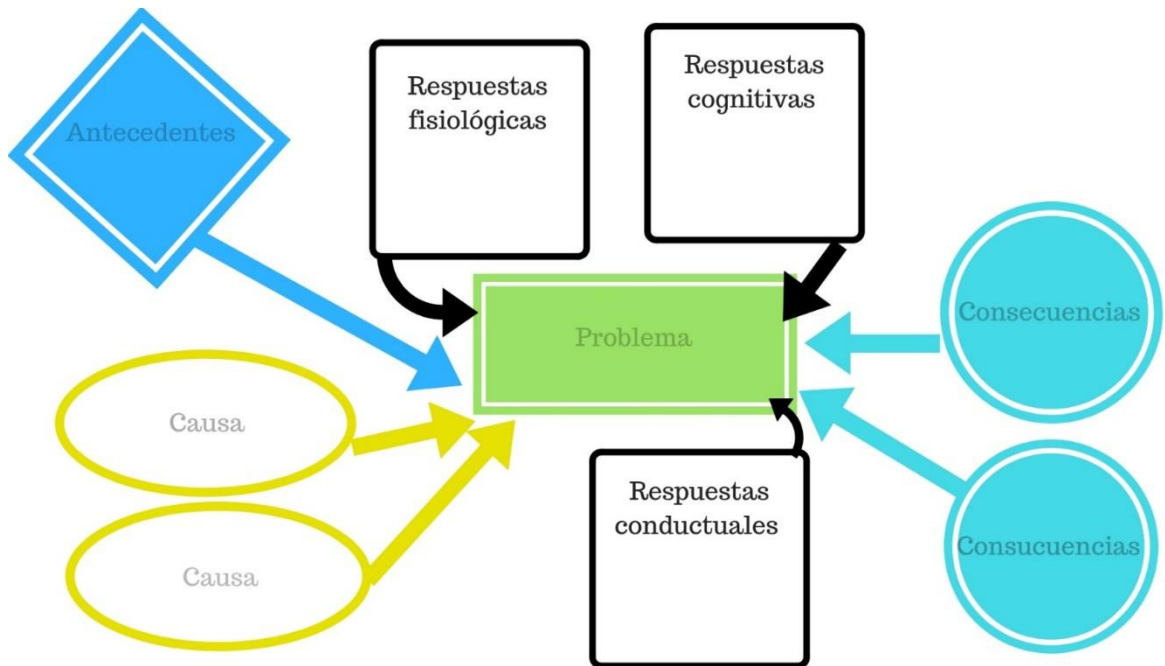 Antecedentes
Respuestas
fisiológicas
Respuestas
cognitivas
Problema
Consecuencias
Causa
Causa
Respuestas
conductuales
Consucuencias